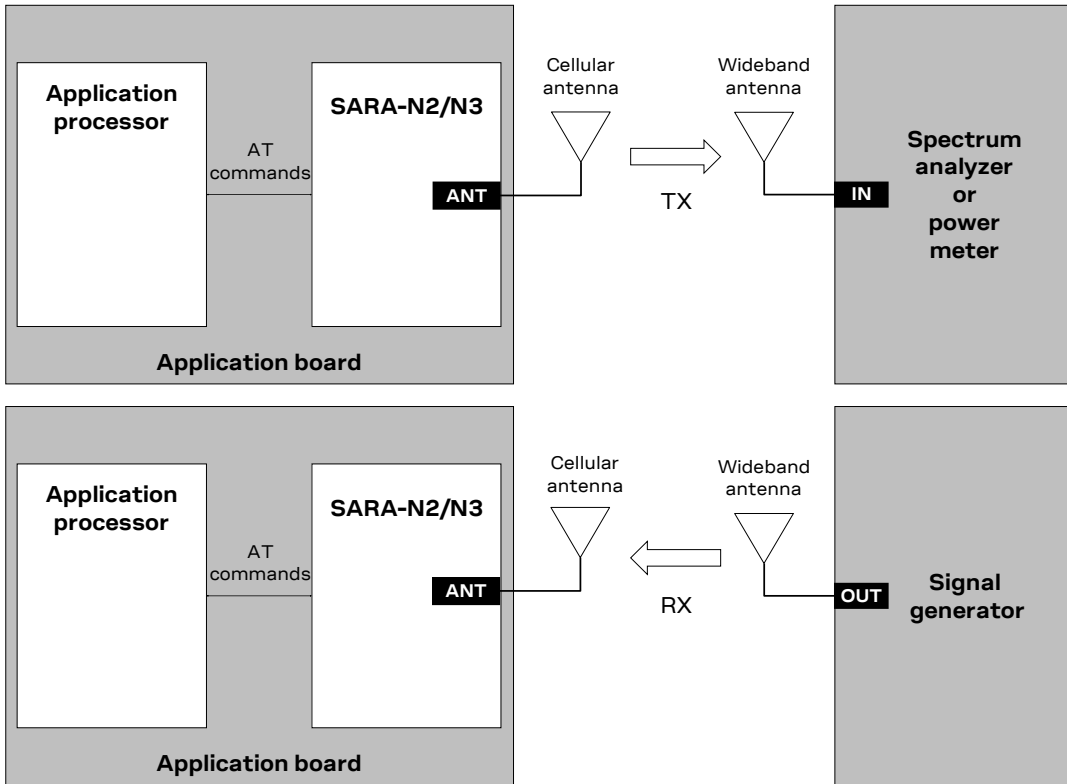 Application
processor
AT
commands
SARA-N2/N3
ANT
Application board
Cellular
antenna
TX
Wideband
antenna
IN
Spectrum
analyzer
or
power
meter
Application
processor
AT
commands
SARA-N2/N3
ANT
Application board
Cellular
antenna
RX
Wideband
antenna
OUT
Signal
generator